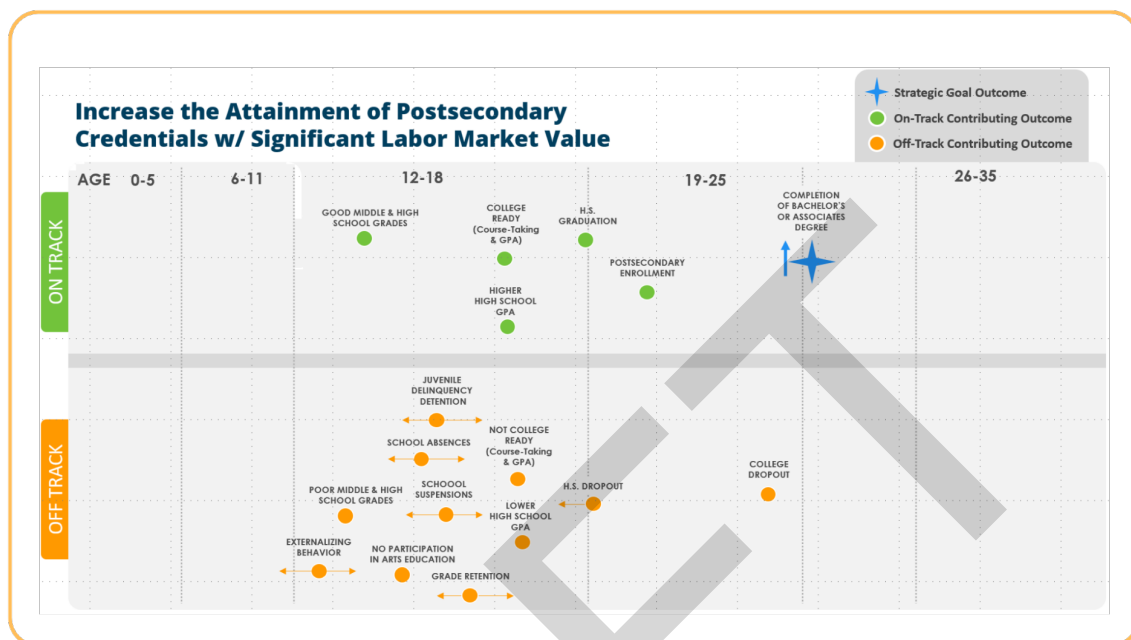 Increase the Attainment of Postsecondary
Credentials w/ Significant Labor Market Value
Strategic Goal Outcome
On-Track Contributing Outcome
Off-Track Contributing Outcome
AGE 0-5 6-11 12-18 19-25 26-35
ON TRACK
GOOD MIDDLE & HIGH
SCHOOL GRADES
COLLEGE
READY
(Course-Taking
& GPA)
H.S.
GRADUATION
COMPLETION
OF BACHELOR'S
OR ASSOCIATES
DEGREE
POSTSECONDARY
ENROLLMENT
HIGHER
HIGH SCHOOL
GPA
OFF TRACK
JUVENILE
DELINQUENCY
DETENTION
SCHOOL ABSENCES
NOT COLLEGE
READY
(Course-Taking
& GPA)
COLLEGE
DROPOUT
POOR MIDDLE & HIGH
SCHOOL GRADES
SCHOOOL
SUSPENSIONS
H.S. DROPOUT
LOWER
HIGH SCHOOL
GPA
EXTERNALIZING
BEHAVIOR
NO PARTICIPATION
IN ARTS EDUCATION
GRADE RETENTION